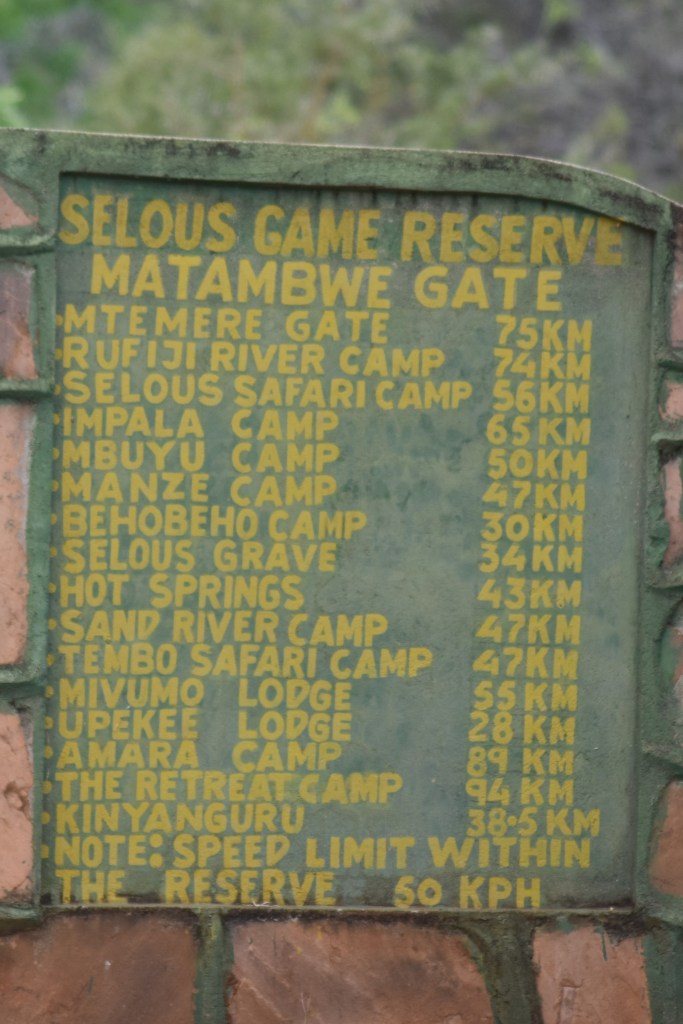 SELOUS GAME RESERVE
MATAMBWE GATE
•MTEMERE GATE 75KM
•RUFIJI RIVER CAMP 74KM
•SELOUS SAFARI CAMP 56KM
•IMPALA CAMP 65KM
•MBUYU CAMP 50KM
•MANZE CAMP 47KM
•BEHOBEHO CAMP 30KM
•SELOUS GRAVE 34KM
•HOT SPRINGS 43KM
•SAND RIVER CAMP 47KM
•TEMBO SAFARI CAMP 47KM
•MIVUMO LODGE 55KM
•UPEKEE LODGE 28KM
•AMARA CAMP 89KM
•THE RETREAT CAMP 94KM
•KINYANGURU 38•5KM
•NOTE: SPEED LIMIT WITHIN
THE RESERVE 50 KPH